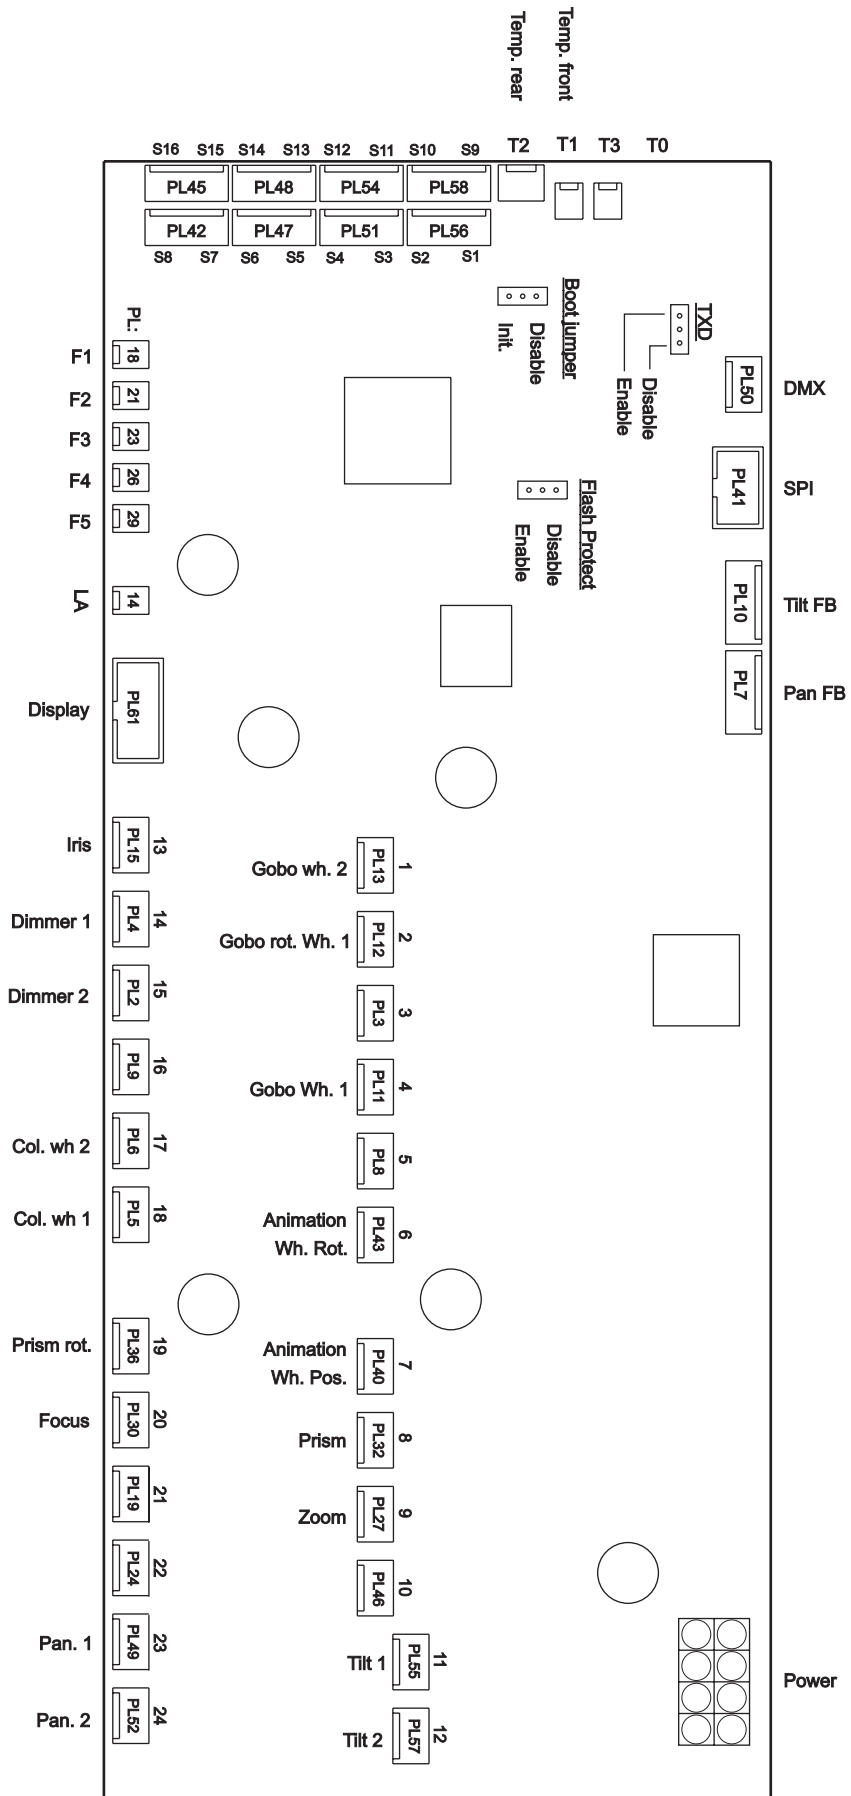 Temp. rear
Temp. front
S16 S15 S14 S13 S12 S11 S10 S9 T2 T1 T3 T0
PL45 PL48 PL54 PL58
PL42 PL47 PL51 PL56
S8 S7 S6 S5 S4 S3 S2 S1
Boot jumper
Disable
Init.
TXD
Disable
Enable
PL:
F1 18
F2 21
F3 23
F4 26
F5 29
LA 14
PL50 DMX
PL41 SPI
Flash Protect
Disable
Enable
PL10 Tilt FB
PL7 Pan FB
Display PL61
Iris PL15 13
Dimmer 1 PL4 14
Dimmer 2 PL2 15
PL9 16
Col. wh 2 PL6 17
Col. wh 1 PL5 18
Prism rot. PL36 19
Focus PL30 20
PL19 21
PL24 22
Pan. 1 PL49 23
Pan. 2 PL52 24
Gobo wh. 2 PL13 1
Gobo rot. Wh. 1 PL12 2
PL3 3
Gobo Wh. 1 PL11 4
PL8 5
Animation
Wh. Rot. PL43 6
Animation
Wh. Pos. PL40 7
Prism PL32 8
Zoom PL27 9
PL46 10
Tilt 1 PL55 11
Tilt 2 PL57 12
Power